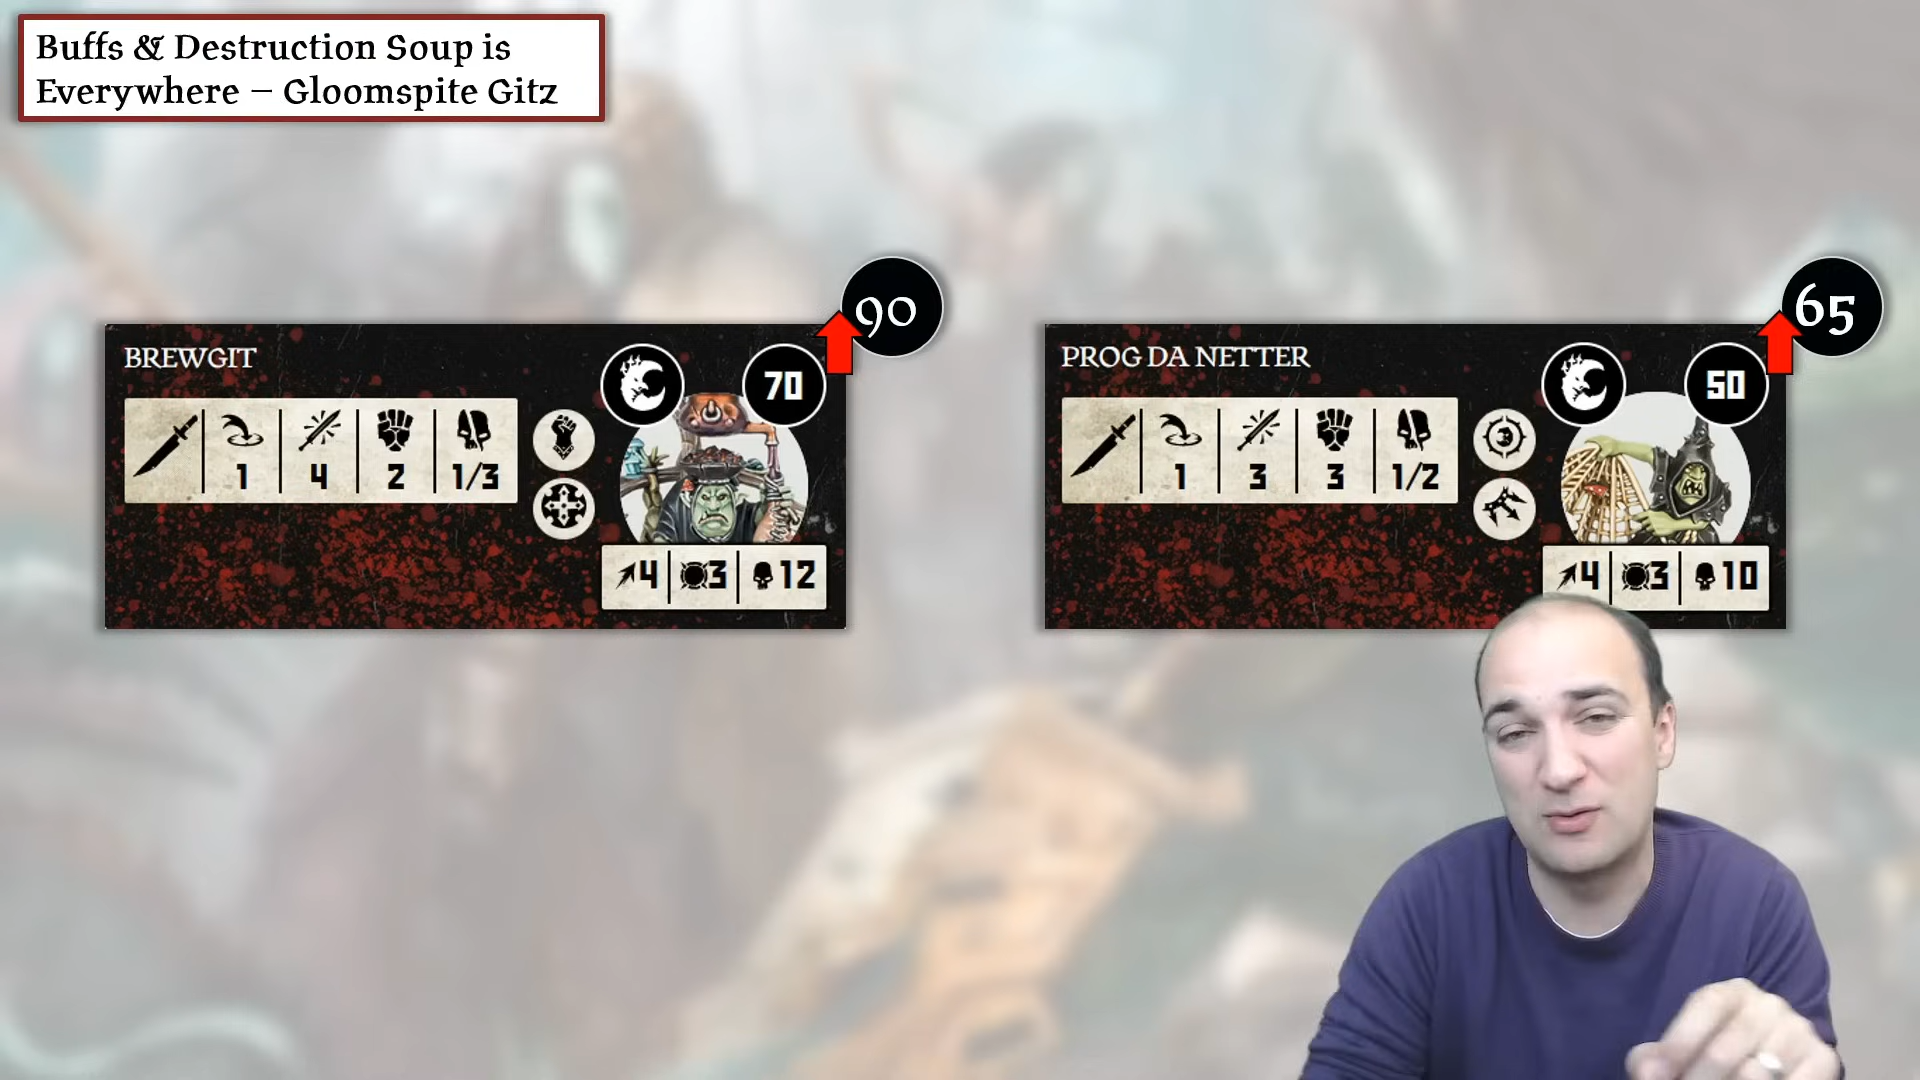 Buffs & Destruction Soup is
Everywhere – Gloomspite Gitz
90
BREWGIT
70
1 4 2 1/3
4 3 12
65
PROG DA NETTER
50
1 3 3 1/2
4 3 10